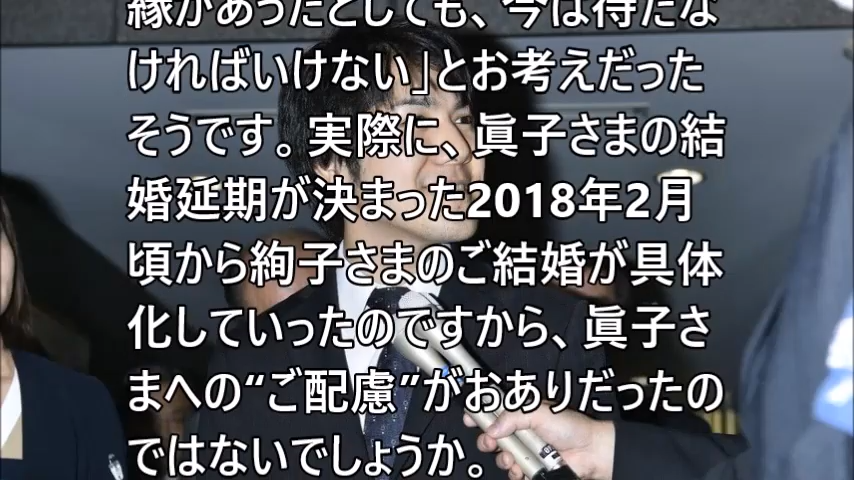 縁があったとしても、今は待たな
ければいけない」とお考えだった
そうです。実際に、眞子さまの結
婚延期が決まった2018年2月
頃から絢子さまのご結婚が具体
化していったのですから、眞子さ
まへの“ご配慮”がおありだったの
ではないでしょうか。